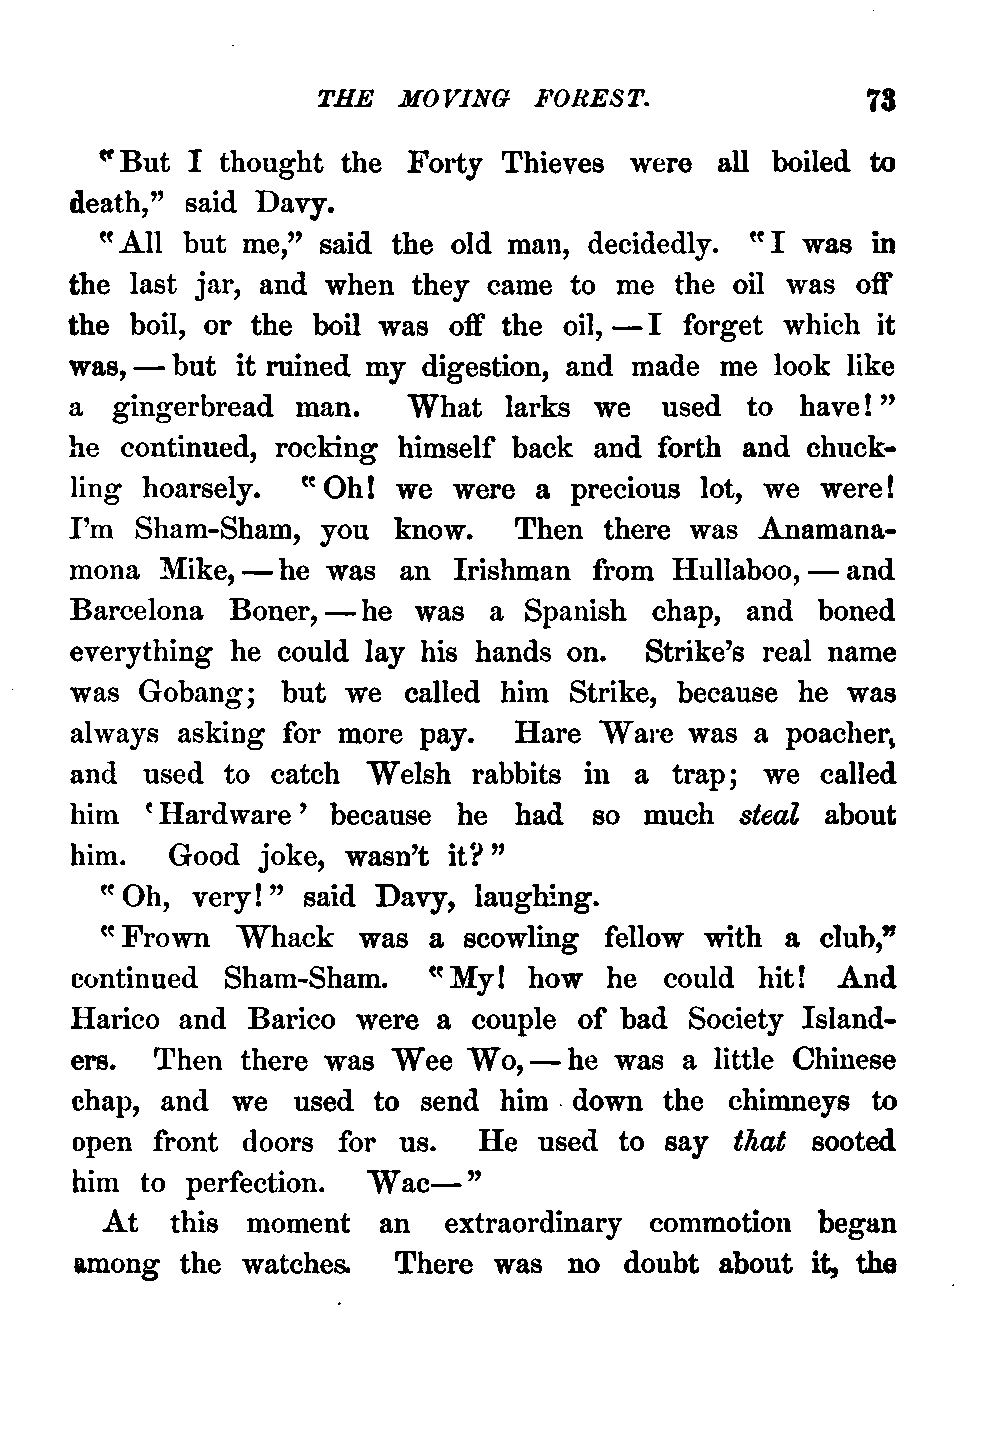 THE MOVING FOREST. 73
"But I thought the Forty Thieves were all boiled to
death," said Davy.
"All but me," said the old man, decidedly. "I was in
the last jar, and when they came to me the oil was off
the boil, or the boil was off the oil, — I forget which it
was, — but it ruined my digestion, and made me look like
a gingerbread man. What larks we used to have!"
he continued, rocking himself back and forth and chuck-
ling hoarsely. "Oh! we were a precious lot, we were!
I'm Sham-Sham, you know. Then there was Anamana-
mona Mike, — he was an Irishman from Hullaboo, — and
Barcelona Boner, — he was a Spanish chap, and boned
everything he could lay his hands on. Strike's real name
was Gobang; but we called him Strike, because he was
always asking for more pay. Hare Ware was a poacher,
and used to catch Welsh rabbits in a trap; we called
him 'Hardware' because he had so much steal about
him. Good joke, wasn't it?"
"Oh, very!" said Davy, laughing.
"Frown Whack was a scowling fellow with a club,"
continued Sham-Sham. "My! how he could hit! And
Harico and Barico were a couple of bad Society Island-
ers. Then there was Wee Wo, — he was a little Chinese
chap, and we used to send him down the chimneys to
open front doors for us. He used to say that sooted
him to perfection. Wac—"
At this moment an extraordinary commotion began
among the watches. There was no doubt about it, the